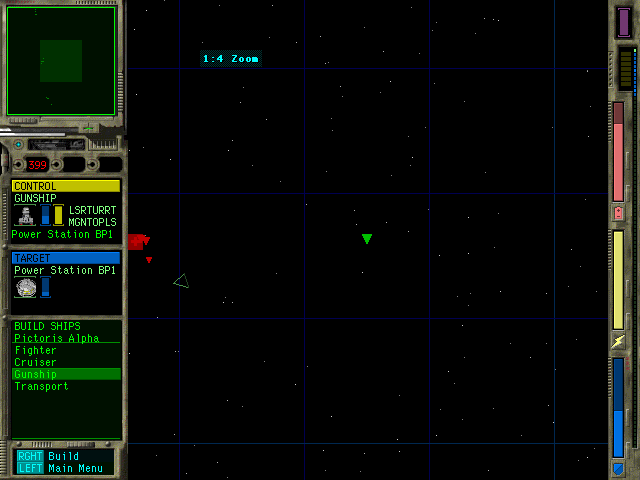 1:4 Zoom
399
CONTROL
GUNSHIP
LSRTURRT
MGNTOPLS
Power Station BP1
TARGET
Power Station BP1
BUILD SHIPS
Pictoris Alpha
Fighter
Cruiser
Gunship
Transport
RGHT Build
LEFT Main Menu